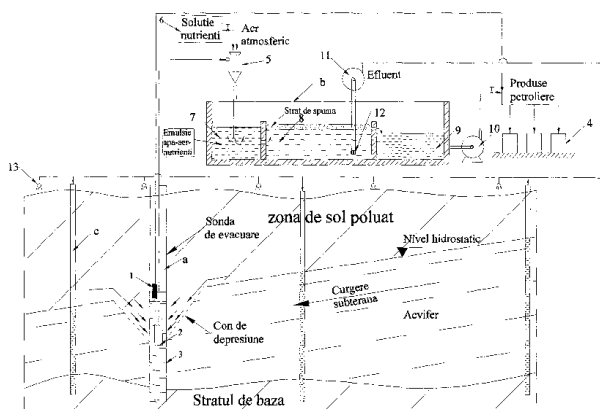 6
Solutie
nutrienti
Aer
atmosferic
5
11
Efluent
b
Produse
petroliere
7
Strat de spuma
8
12
9
10
4
Emulsie
apa-aer-
nutrienti
13
zona de sol poluat
Sonda
de evacuare
Nivel hidrostatic
c
a
1
Curgere
subterana
Acvifer
2
Con de
depresiune
3
Stratul de baza